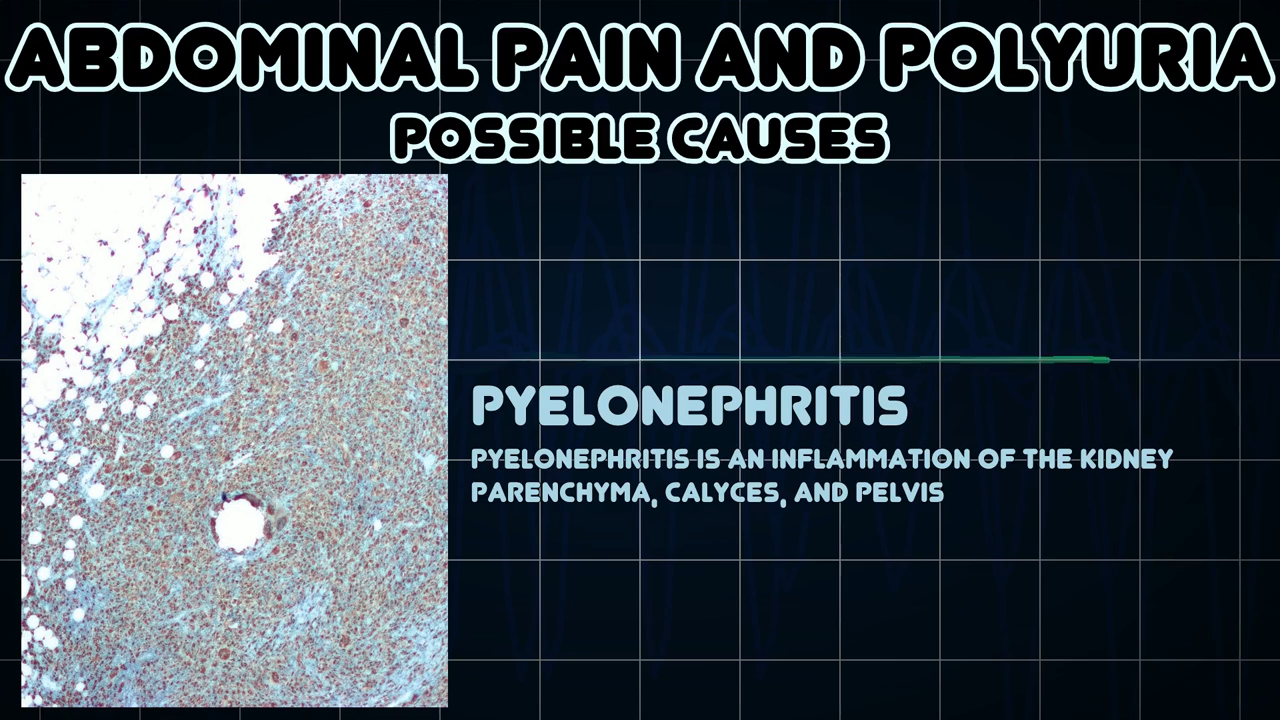 ABDOMINAL PAIN AND POLYURIA
POSSIBLE CAUSES
PYELONEPHRITIS
PYELONEPHRITIS IS AN INFLAMMATION OF THE KIDNEY
PARENCHYMA, CALYCES, AND PELVIS